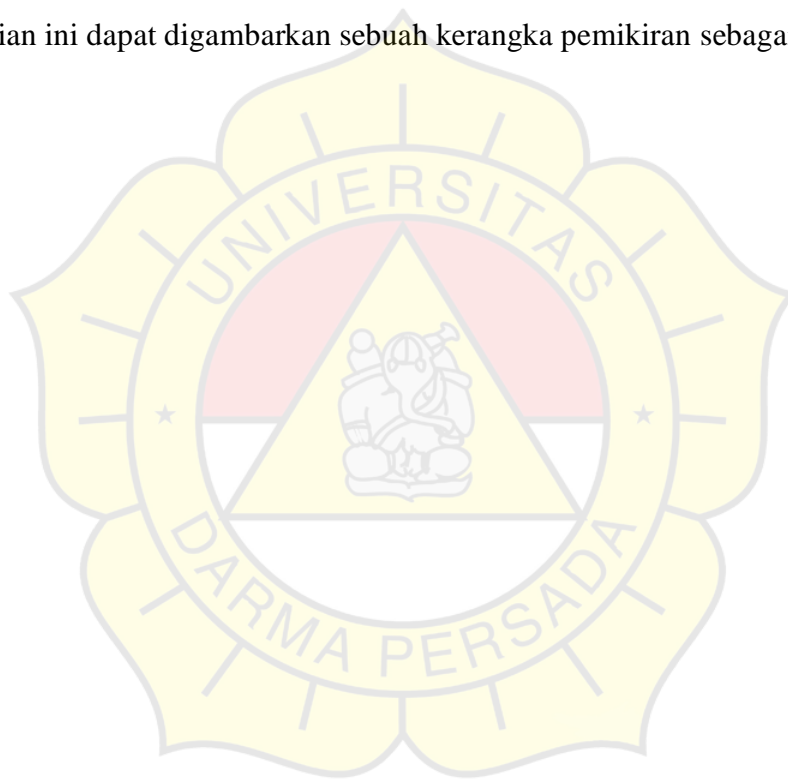 ian ini dapat digambarkan sebuah kerangka pemikiran sebaga
UNIVERSITAS
DARMA PERSADA